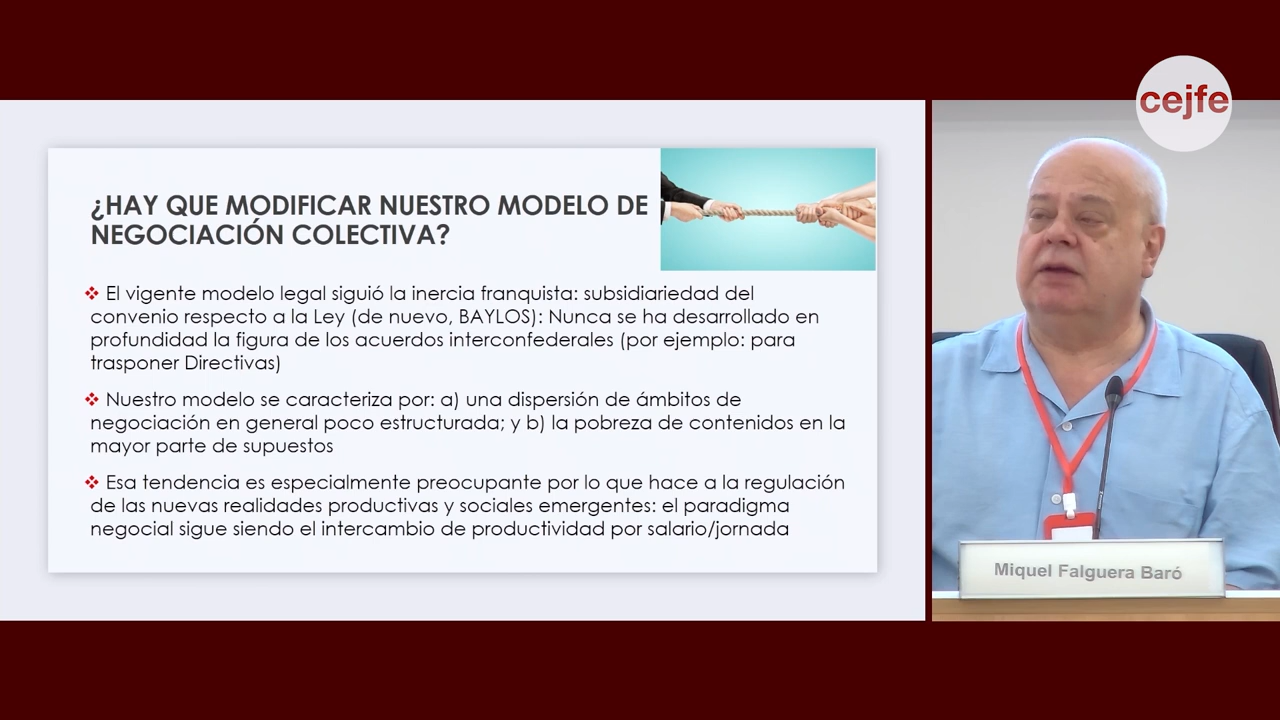 cejfe
¿HAY QUE MODIFICAR NUESTRO MODELO DE
NEGOCIACIÓN COLECTIVA?
❖ El vigente modelo legal siguió la inercia franquista: subsidiariedad del
convenio respecto a la Ley (de nuevo, BAYLOS): Nunca se ha desarrollado en
profundidad la figura de los acuerdos interconfederales (por ejemplo: para
trasponer Directivas)
❖ Nuestro modelo se caracteriza por: a) una dispersión de ámbitos de
negociación en general poco estructurada; y b) la pobreza de contenidos en la
mayor parte de supuestos
❖ Esa tendencia es especialmente preocupante por lo que hace a la regulación
de las nuevas realidades productivas y sociales emergentes: el paradigma
negocial sigue siendo el intercambio de productividad por salario/jornada
Miquel Falguera Baró